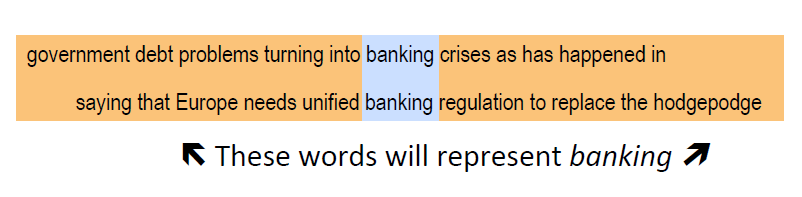 government debt problems turning into banking crises as has happened in
saying that Europe needs unified banking regulation to replace the hodgepodge
↖ These words will represent banking ↗